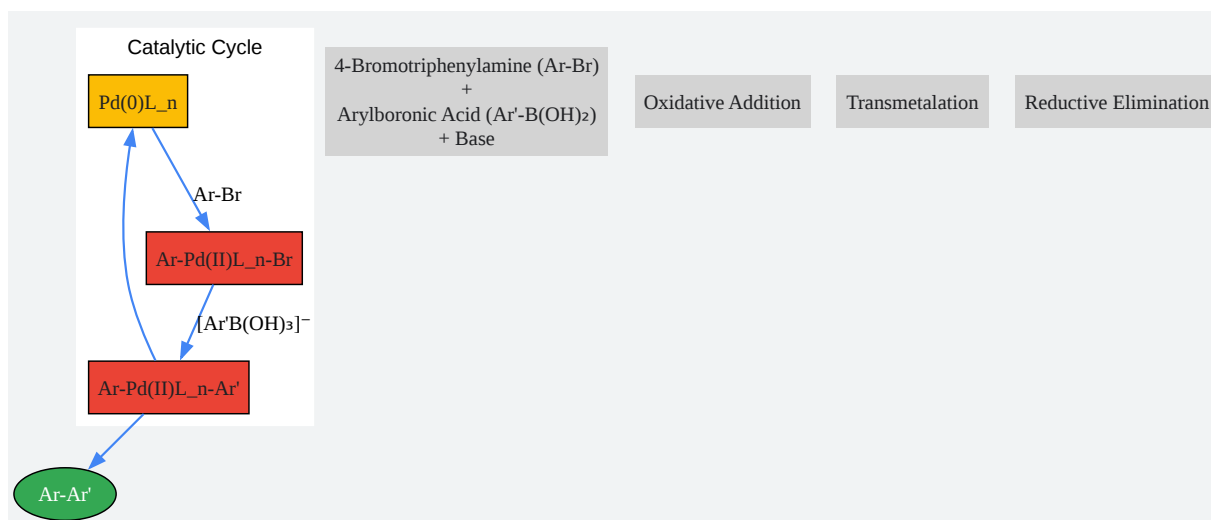 Catalytic Cycle
Pd(0)L_n
4-Bromotriphenylamine (Ar-Br)
+
Arylboronic Acid (Ar'-B(OH)₂)
+ Base
Oxidative Addition
Transmetalation
Reductive Elimination
Ar-Br
Ar-Pd(II)L_n-Br
[Ar'B(OH)₃]⁻
Ar-Pd(II)L_n-Ar'
Ar-Ar'